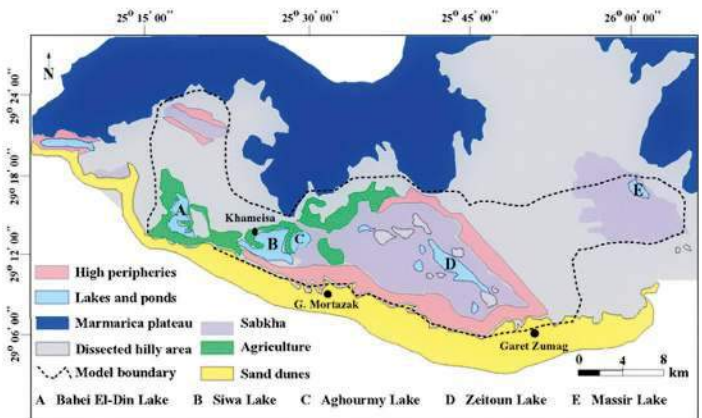 25° 15' 00" 25° 30' 00" 25° 45' 00" 26° 00' 00"
N
29° 24' 00"
29° 18' 00"
29° 12' 00"
29° 06' 00"
A
Khameisa
B
C
D
E
G. Mortazak
Garet Zumag
High peripheries
Lakes and ponds
Marmarica plateau
Dissected hilly area
Model boundary
Sabkha
Agriculture
Sand dunes
0 4 8
km
A Bahei El-Din Lake B Siwa Lake C Aghourmy Lake D Zeitoun Lake E Massir Lake